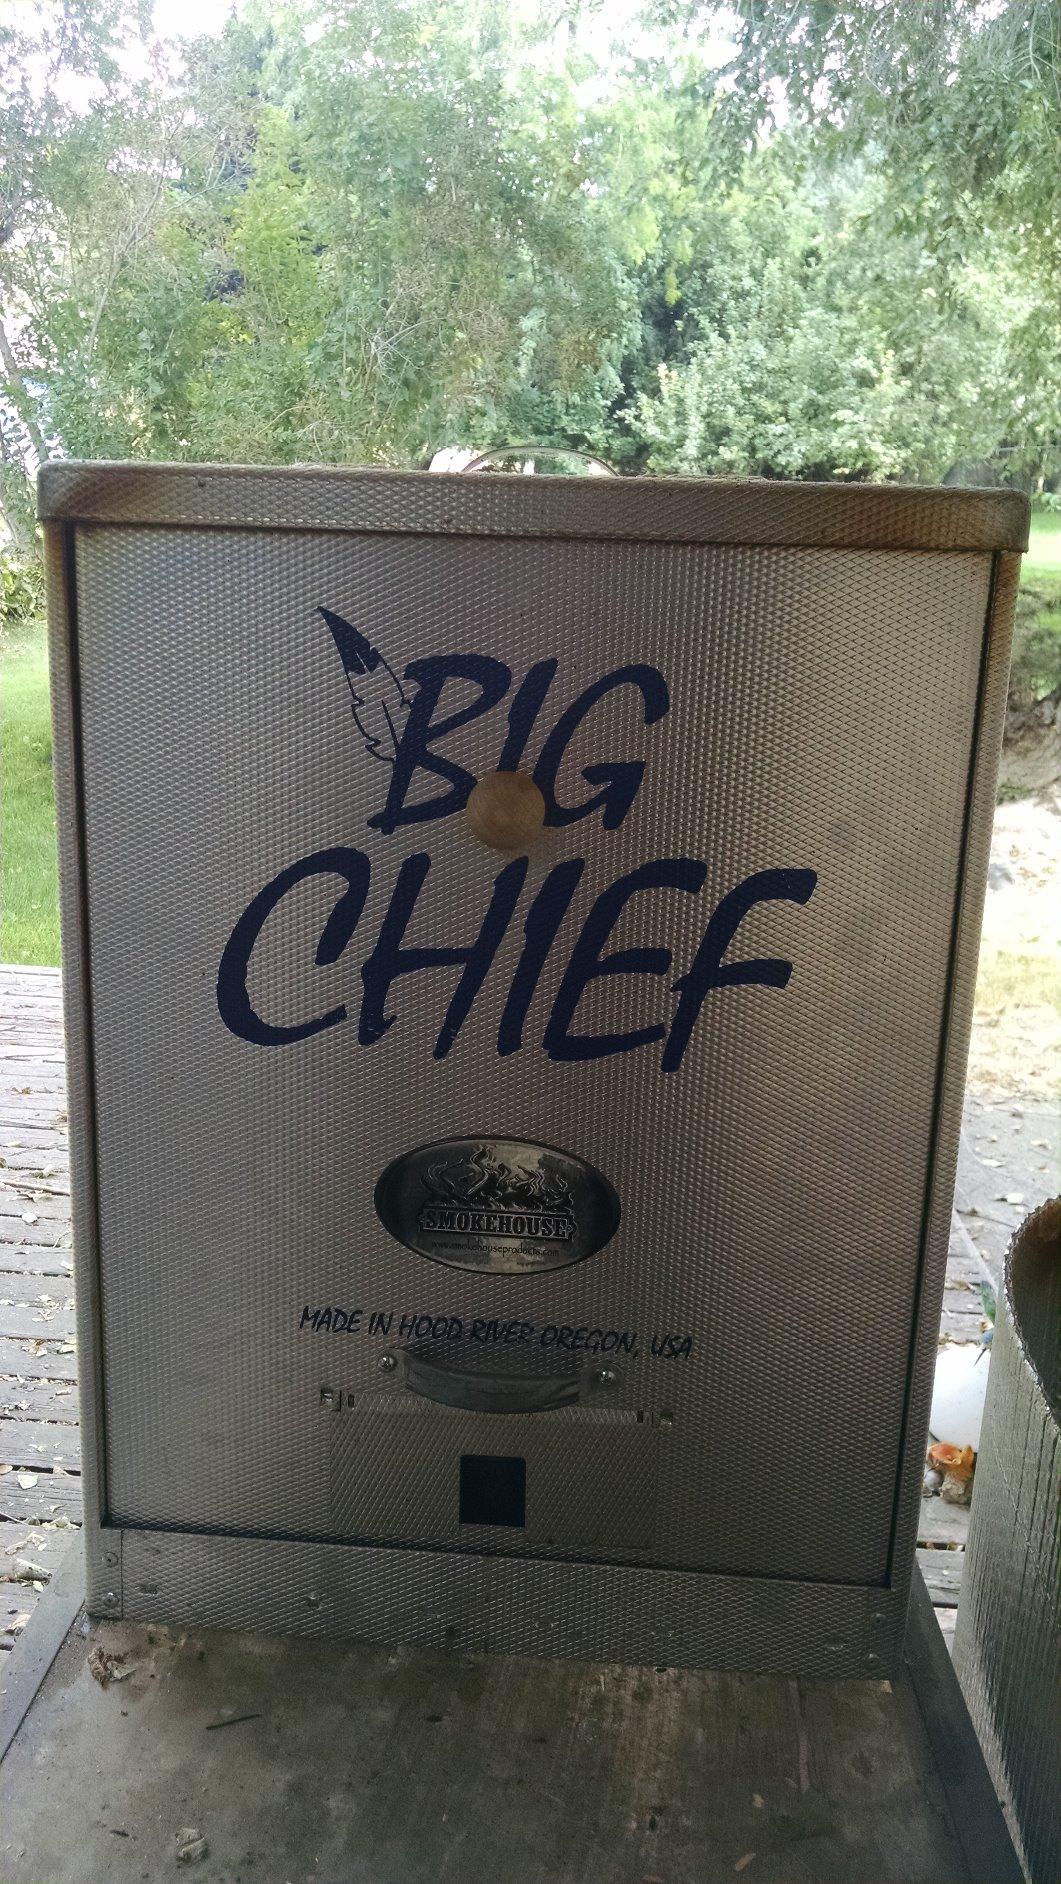 BIG
CHIEF
SMOKEHOUSE
www.smokehouseproducts.com
MADE IN HOOD RIVER OREGON, USA